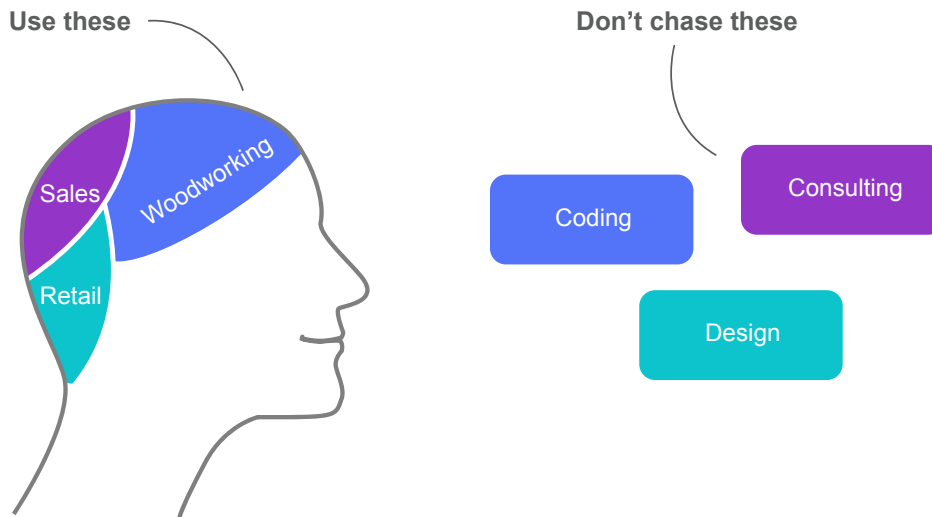 Use these
Don’t chase these
Sales
Woodworking
Retail
Coding
Consulting
Design